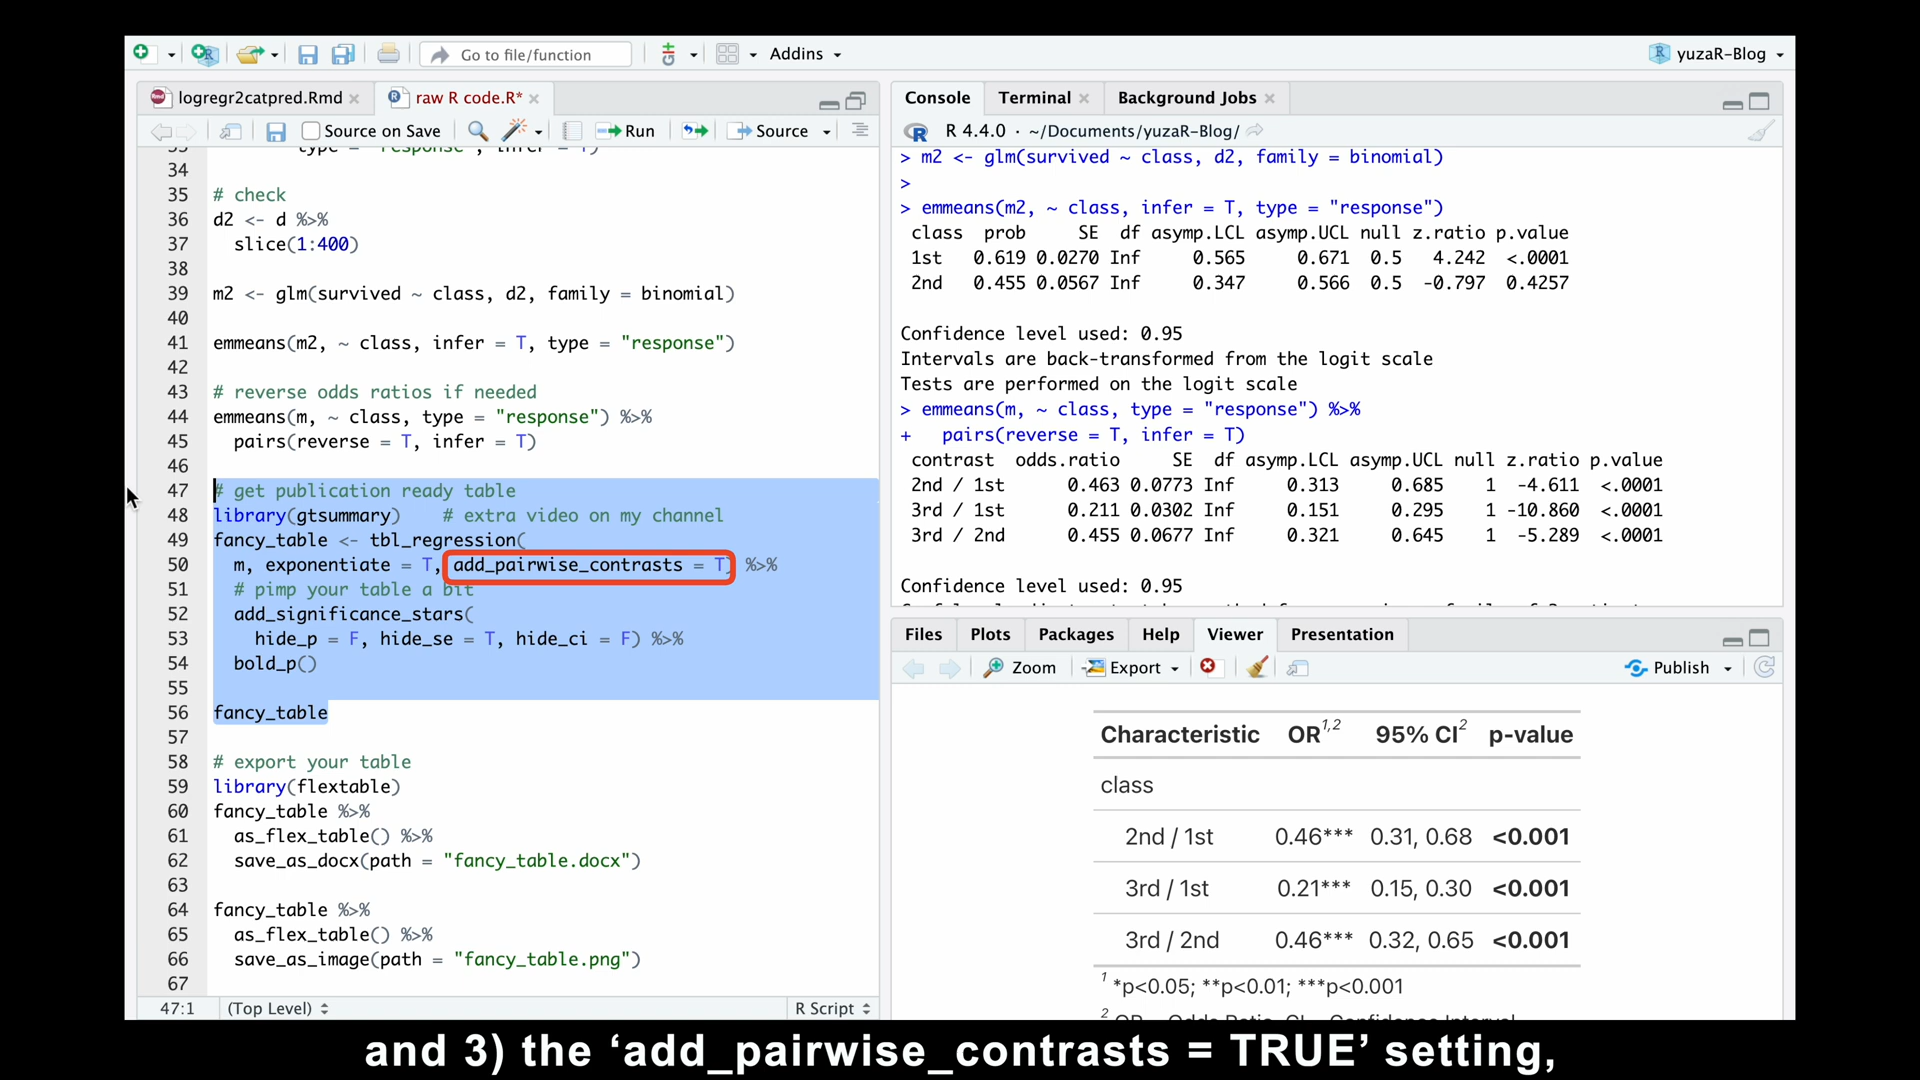 Go to file/function
Addins
yuzaR-Blog
logregr2catpred.Rmd
raw R code.R*
Source on Save
Run
Source
34
35 # check
36 d2 <- d %>%
37 slice(1:400)
38
39 m2 <- glm(survived ~ class, d2, family = binomial)
40
41 emmeans(m2, ~ class, infer = T, type = "response")
42
43 # reverse odds ratios if needed
44 emmeans(m, ~ class, type = "response") %>%
45 pairs(reverse = T, infer = T)
46
47 # get publication ready table
48 library(gtsummary) # extra video on my channel
49 fancy_table <- tbl_regression(
50 m, exponentiate = T, add_pairwise_contrasts = T) %>%
51 # pimp your table a bit
52 add_significance_stars(
53 hide_p = F, hide_se = T, hide_ci = F) %>%
54 bold_p()
55
56 fancy_table
57
58 # export your table
59 library(flextable)
60 fancy_table %>%
61 as_flex_table() %>%
62 save_as_docx(path = "fancy_table.docx")
63
64 fancy_table %>%
65 as_flex_table() %>%
66 save_as_image(path = "fancy_table.png")
67
47:1 (Top Level) R Script
Console Terminal Background Jobs
R 4.4.0 · ~/Documents/yuzaR-Blog/
> m2 <- glm(survived ~ class, d2, family = binomial)
>
> emmeans(m2, ~ class, infer = T, type = "response")
class prob SE df asymp.LCL asymp.UCL null z.ratio p.value
1st 0.619 0.0270 Inf 0.565 0.671 0.5 4.242 <.0001
2nd 0.455 0.0567 Inf 0.347 0.566 0.5 -0.797 0.4257
Confidence level used: 0.95
Intervals are back-transformed from the logit scale
Tests are performed on the logit scale
> emmeans(m, ~ class, type = "response") %>%
+ pairs(reverse = T, infer = T)
contrast odds.ratio SE df asymp.LCL asymp.UCL null z.ratio p.value
2nd / 1st 0.463 0.0773 Inf 0.313 0.685 1 -4.611 <.0001
3rd / 1st 0.211 0.0302 Inf 0.151 0.295 1 -10.860 <.0001
3rd / 2nd 0.455 0.0677 Inf 0.321 0.645 1 -5.289 <.0001
Confidence level used: 0.95
Files Plots Packages Help Viewer Presentation
Zoom Export Publish
Characteristic OR1,2 95% CI2 p-value
class
2nd / 1st 0.46*** 0.31, 0.68 <0.001
3rd / 1st 0.21*** 0.15, 0.30 <0.001
3rd / 2nd 0.46*** 0.32, 0.65 <0.001
1 *p<0.05; **p<0.01; ***p<0.001
and 3) the ‘add_pairwise_contrasts = TRUE’ setting,